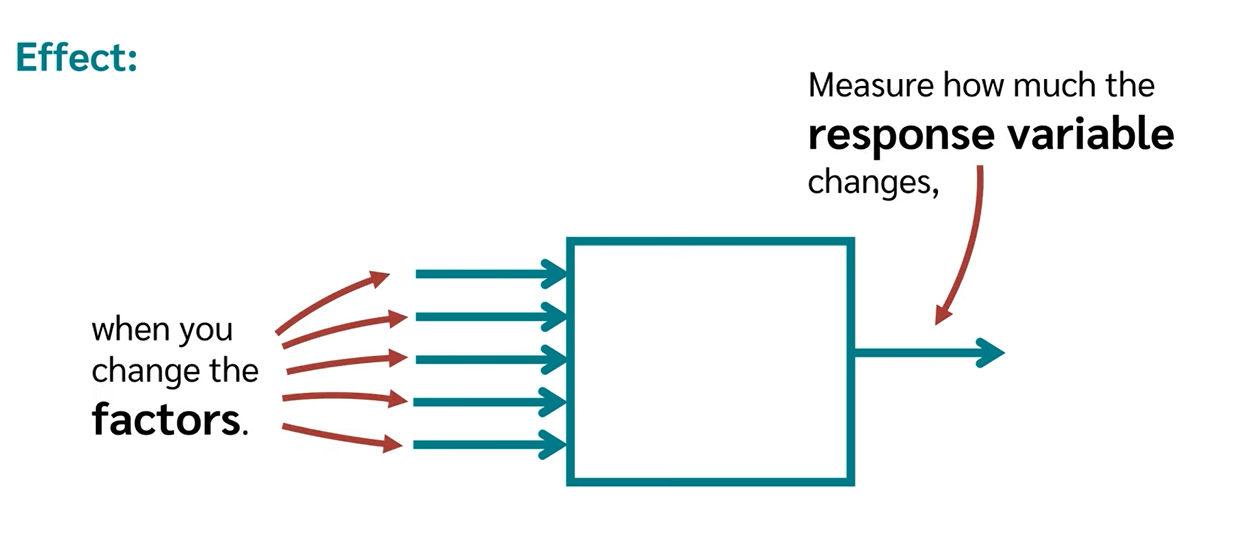 Effect:
Measure how much the
response variable
changes,
when you
change the
factors.